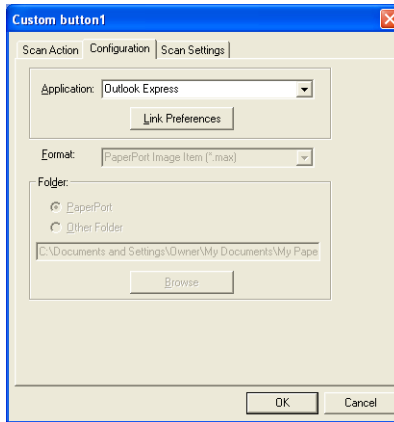 Custom button1
Scan Action Configuration Scan Settings
Application: Outlook Express
Link Preferences
Format: PaperPort Image Item (*.max)
Folder:
PaperPort
Other Folder
C:\Documents and Settings\Owner\My Documents\My Pape
Browse
OK Cancel